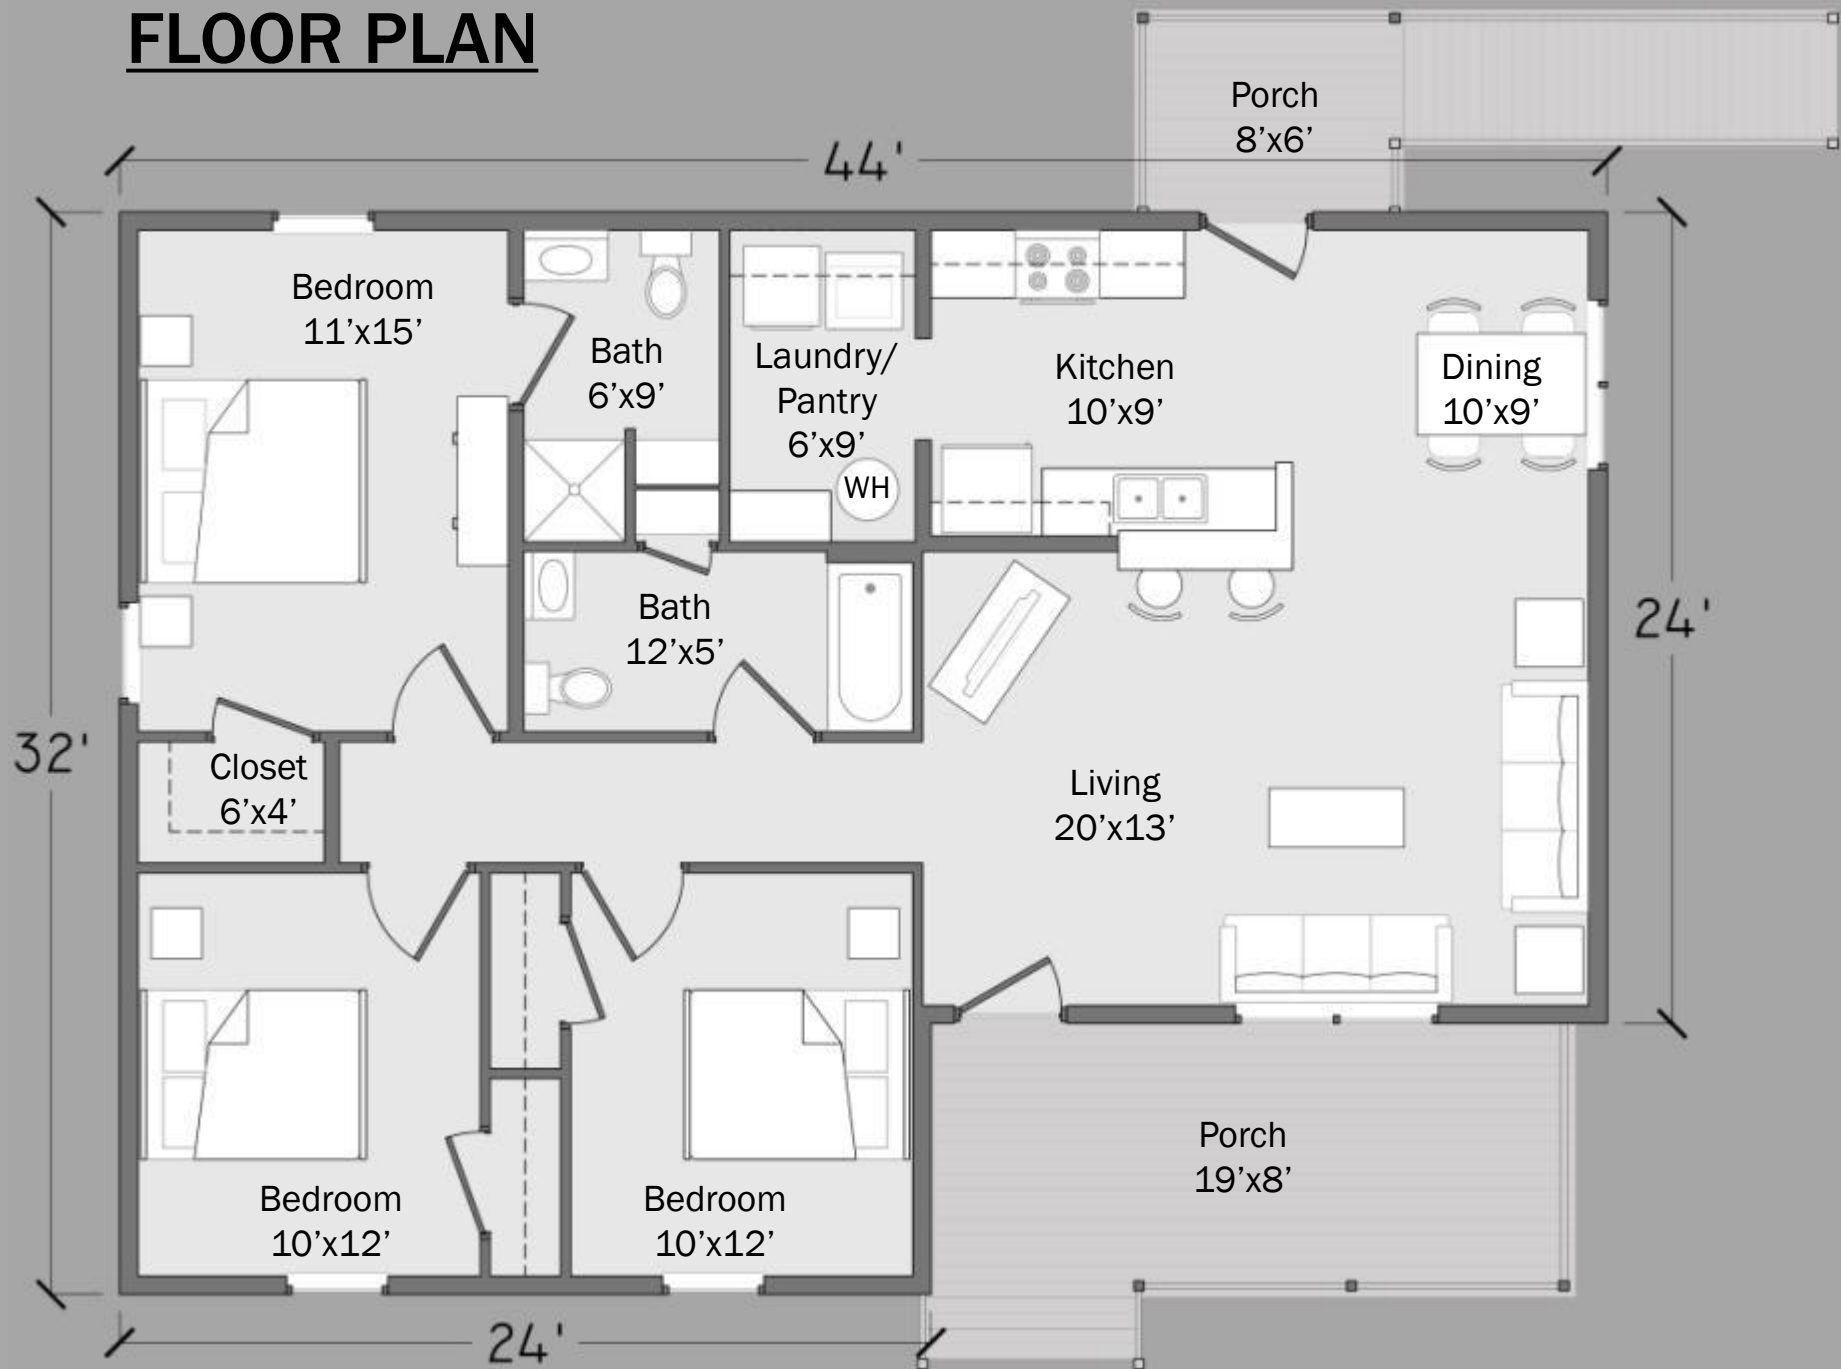 FLOOR PLAN
Porch
8’x6’
44'
Bedroom
11’x15’
Bath
6’x9’
Laundry/
Pantry
6’x9’
WH
Kitchen
10’x9’
Dining
10’x9’
Bath
12’x5’
24'
32'
Closet
6’x4’
Living
20’x13’
Bedroom
10’x12’
Bedroom
10’x12’
Porch
19’x8’
24'